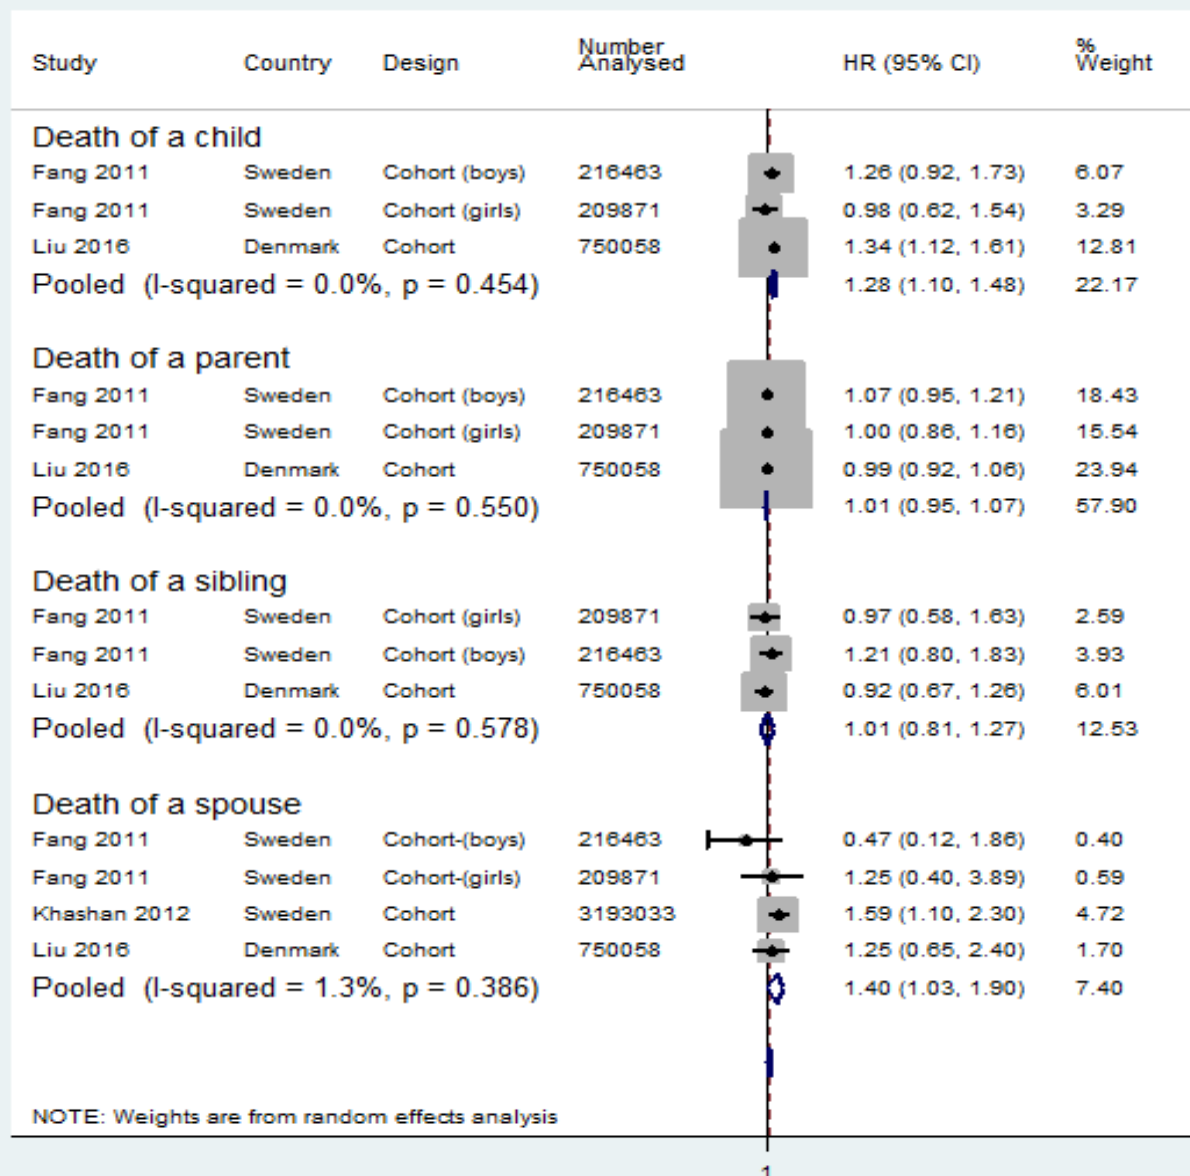 Study Country Design Number Analysed HR (95% CI) % Weight
Death of a child
Fang 2011 Sweden Cohort (boys) 216463 1.26 (0.92, 1.73) 6.07
Fang 2011 Sweden Cohort (girls) 209871 0.98 (0.62, 1.54) 3.29
Liu 2016 Denmark Cohort 750058 1.34 (1.12, 1.61) 12.81
Pooled (I-squared = 0.0%, p = 0.454) 1.28 (1.10, 1.48) 22.17
Death of a parent
Fang 2011 Sweden Cohort (boys) 216463 1.07 (0.95, 1.21) 18.43
Fang 2011 Sweden Cohort (girls) 209871 1.00 (0.86, 1.16) 15.54
Liu 2016 Denmark Cohort 750058 0.99 (0.92, 1.06) 23.94
Pooled (I-squared = 0.0%, p = 0.550) 1.01 (0.95, 1.07) 57.90
Death of a sibling
Fang 2011 Sweden Cohort (girls) 209871 0.97 (0.58, 1.63) 2.59
Fang 2011 Sweden Cohort (boys) 216463 1.21 (0.80, 1.83) 3.93
Liu 2016 Denmark Cohort 750058 0.92 (0.67, 1.26) 6.01
Pooled (I-squared = 0.0%, p = 0.578) 1.01 (0.81, 1.27) 12.53
Death of a spouse
Fang 2011 Sweden Cohort-(boys) 216463 0.47 (0.12, 1.86) 0.40
Fang 2011 Sweden Cohort-(girls) 209871 1.25 (0.40, 3.89) 0.59
Khashan 2012 Sweden Cohort 3193033 1.59 (1.10, 2.30) 4.72
Liu 2016 Denmark Cohort 750058 1.25 (0.65, 2.40) 1.70
Pooled (I-squared = 1.3%, p = 0.386) 1.40 (1.03, 1.90) 7.40
NOTE: Weights are from random effects analysis
1